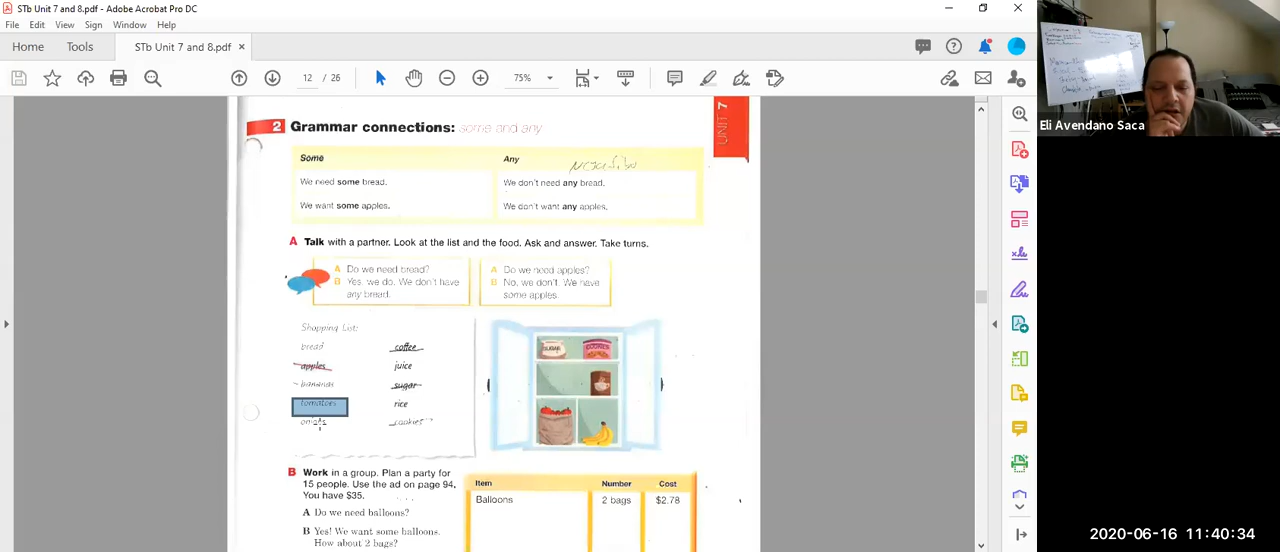 STb Unit 7 and 8.pdf - Adobe Acrobat Pro DC
File Edit View Sign Window Help
Home Tools STb Unit 7 and 8.pdf ×
12 / 26 75%
UNIT 7
2 Grammar connections: some and any
Some Any
We need some bread. We don't need any bread.
We want some apples. We don't want any apples.
A Talk with a partner. Look at the list and the food. Ask and answer. Take turns.
A Do we need bread?
B Yes, we do. We don't have
any bread.
A Do we need apples?
B No, we don't. We have
some apples.
Shopping List:
bread coffee
apples juice
bananas sugar
tomatoes rice
onions cookies
SUGAR COOKIES
B Work in a group. Plan a party for
15 people. Use the ad on page 94.
You have $35.
A Do we need balloons?
B Yes! We want some balloons.
How about 2 bags?
Item Number Cost
Balloons 2 bags $2.78
Eli Avendano Saca
2020-06-16 11:40:34